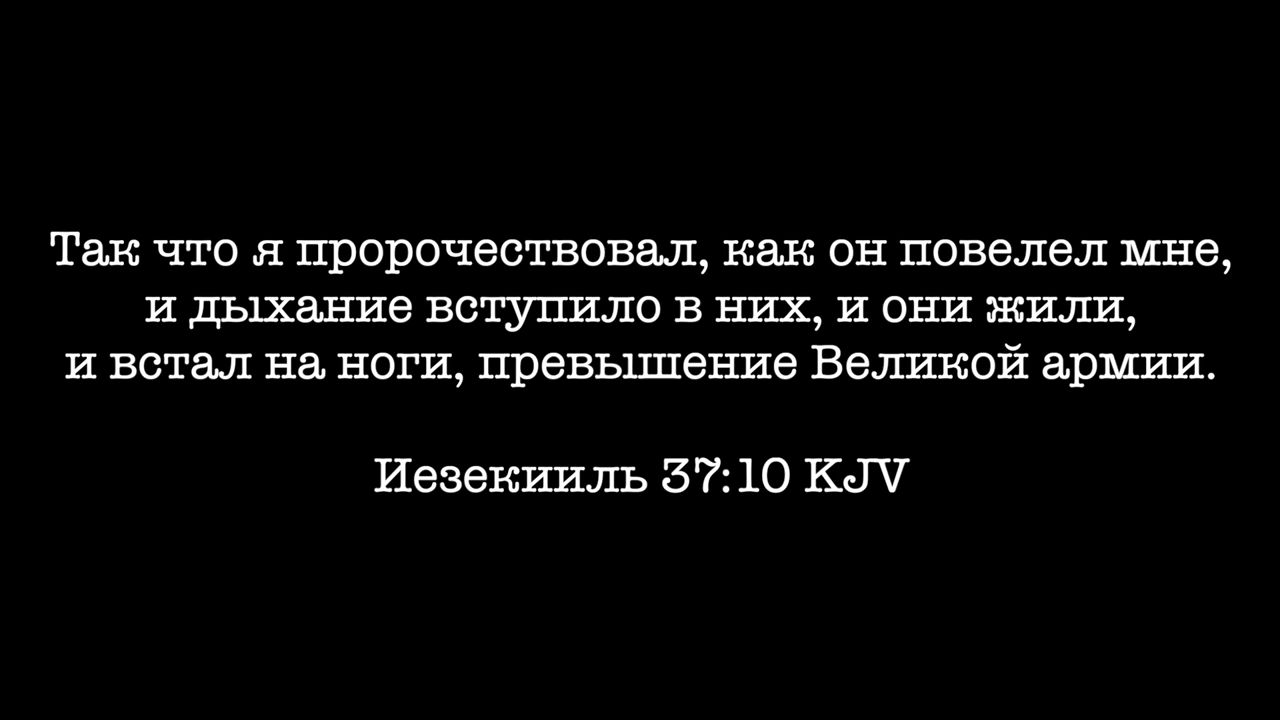 Так что я пророчествовал, как он повелел мне,
и дыхание вступило в них, и они жили,
и встал на ноги, превышение Великой армии.
Иезекииль 37:10 KJV